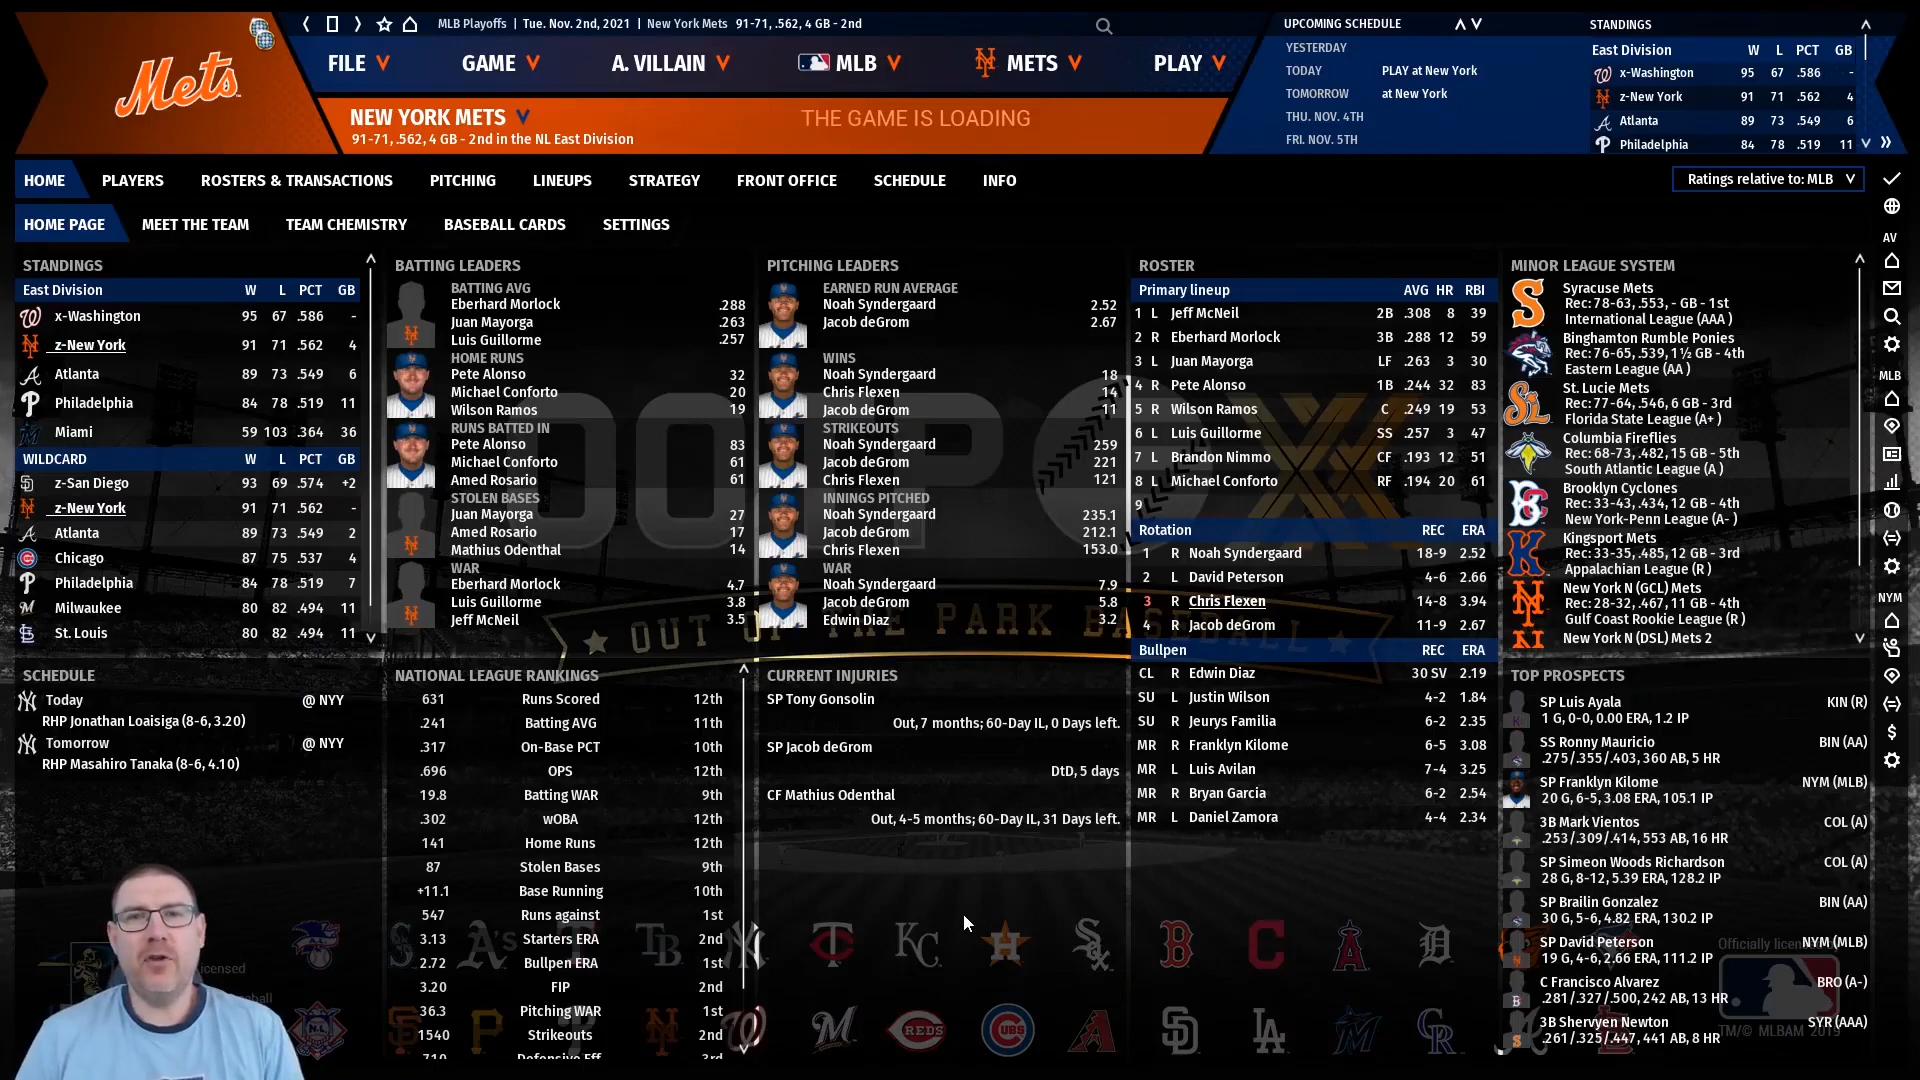 Mets
MLB Playoffs | Tue. Nov. 2nd, 2021 | New York Mets 91-71, .562, 4 GB - 2nd
FILE GAME A. VILLAIN MLB METS PLAY
NEW YORK METS
THE GAME IS LOADING
91-71, .562, 4 GB - 2nd in the NL East Division
UPCOMING SCHEDULE
YESTERDAY
TODAY PLAY at New York
TOMORROW at New York
THU. NOV. 4TH
FRI. NOV. 5TH
STANDINGS
East Division W L PCT GB
x-Washington 95 67 .586 -
z-New York 91 71 .562 4
Atlanta 89 73 .549 6
Philadelphia 84 78 .519 11
HOME PLAYERS ROSTERS & TRANSACTIONS PITCHING LINEUPS STRATEGY FRONT OFFICE SCHEDULE INFO
Ratings relative to: MLB
HOME PAGE MEET THE TEAM TEAM CHEMISTRY BASEBALL CARDS SETTINGS
AV
MLB
NYM
STANDINGS
East Division W L PCT GB
x-Washington 95 67 .586 -
z-New York 91 71 .562 4
Atlanta 89 73 .549 6
Philadelphia 84 78 .519 11
Miami 59 103 .364 36
WILDCARD W L PCT GB
z-San Diego 93 69 .574 +2
z-New York 91 71 .562 -
Atlanta 89 73 .549 2
Chicago 87 75 .537 4
Philadelphia 84 78 .519 7
Milwaukee 80 82 .494 11
St. Louis 80 82 .494 11
BATTING LEADERS
BATTING AVG
Eberhard Morlock .288
Juan Mayorga .263
Luis Guillorme .257
HOME RUNS
Pete Alonso 32
Michael Conforto 20
Wilson Ramos 19
RUNS BATTED IN
Pete Alonso 83
Michael Conforto 61
Amed Rosario 61
STOLEN BASES
Juan Mayorga 27
Amed Rosario 17
Mathius Odenthal 14
WAR
Eberhard Morlock 4.7
Luis Guillorme 3.8
Jeff McNeil 3.5
PITCHING LEADERS
EARNED RUN AVERAGE
Noah Syndergaard 2.52
Jacob deGrom 2.67
WINS
Noah Syndergaard 18
Chris Flexen 14
Jacob deGrom 11
STRIKEOUTS
Noah Syndergaard 259
Jacob deGrom 221
Chris Flexen 121
INNINGS PITCHED
Noah Syndergaard 235.1
Jacob deGrom 212.1
Chris Flexen 153.0
WAR
Noah Syndergaard 7.9
Jacob deGrom 5.8
Edwin Diaz 3.2
ROSTER
Primary lineup AVG HR RBI
1 L Jeff McNeil 2B .308 8 39
2 R Eberhard Morlock 3B .288 12 59
3 L Juan Mayorga LF .263 3 30
4 R Pete Alonso 1B .244 32 83
5 R Wilson Ramos C .249 19 53
6 L Luis Guillorme SS .257 3 47
7 L Brandon Nimmo CF .193 12 51
8 L Michael Conforto RF .194 20 61
9
Rotation REC ERA
1 R Noah Syndergaard 18-9 2.52
2 L David Peterson 4-6 2.66
3 R Chris Flexen 14-8 3.94
4 R Jacob deGrom 11-9 2.67
Bullpen REC ERA
CL R Edwin Diaz 30 SV 2.19
SU L Justin Wilson 4-2 1.84
SU R Jeurys Familia 6-2 2.35
MR R Franklyn Kilome 6-5 3.08
MR L Luis Avilan 7-4 3.25
MR R Bryan Garcia 6-2 2.54
MR L Daniel Zamora 4-4 2.34
MINOR LEAGUE SYSTEM
Syracuse Mets
Rec: 78-63, .553, - GB - 1st
International League (AAA )
Binghamton Rumble Ponies
Rec: 76-65, .539, 1 ½ GB - 4th
Eastern League (AA )
St. Lucie Mets
Rec: 77-64, .546, 6 GB - 3rd
Florida State League (A+ )
Columbia Fireflies
Rec: 68-73, .482, 15 GB - 5th
South Atlantic League (A )
Brooklyn Cyclones
Rec: 33-43, .434, 12 GB - 4th
New York-Penn League (A- )
Kingsport Mets
Rec: 33-35, .485, 12 GB - 3rd
Appalachian League (R )
New York N (GCL) Mets
Rec: 28-32, .467, 11 GB - 4th
Gulf Coast Rookie League (R )
New York N (DSL) Mets 2
OUT OF THE PARK BASEBALL
SCHEDULE
Today @ NYY
RHP Jonathan Loaisiga (8-6, 3.20)
Tomorrow @ NYY
RHP Masahiro Tanaka (8-6, 4.10)
NATIONAL LEAGUE RANKINGS
631 Runs Scored 12th
.241 Batting AVG 11th
.317 On-Base PCT 10th
.696 OPS 12th
19.8 Batting WAR 9th
.302 wOBA 12th
141 Home Runs 12th
87 Stolen Bases 9th
+11.1 Base Running 10th
547 Runs against 1st
3.13 Starters ERA 2nd
2.72 Bullpen ERA 1st
3.20 FIP 2nd
36.3 Pitching WAR 1st
1540 Strikeouts 2nd
.710 Defensive Eff 3rd
CURRENT INJURIES
SP Tony Gonsolin
Out, 7 months; 60-Day IL, 0 Days left.
SP Jacob deGrom
DtD, 5 days
CF Mathius Odenthal
Out, 4-5 months; 60-Day IL, 31 Days left.
TOP PROSPECTS
SP Luis Ayala KIN (R)
1 G, 0-0, 0.00 ERA, 1.2 IP
SS Ronny Mauricio BIN (AA)
.275/.355/.403, 360 AB, 5 HR
SP Franklyn Kilome NYM (MLB)
20 G, 6-5, 3.08 ERA, 105.1 IP
3B Mark Vientos COL (A)
.253/.309/.414, 553 AB, 16 HR
SP Simeon Woods Richardson COL (A)
28 G, 8-12, 5.39 ERA, 128.2 IP
SP Brailin Gonzalez BIN (AA)
30 G, 5-6, 4.82 ERA, 130.2 IP
SP David Peterson NYM (MLB)
19 G, 4-6, 2.66 ERA, 111.2 IP
C Francisco Alvarez BRO (A-)
.281/.327/.500, 242 AB, 13 HR
3B Shervyen Newton SYR (AAA)
.261/.325/.447, 441 AB, 8 HR
REDS
CUBS
TM/© MLBAM 2019